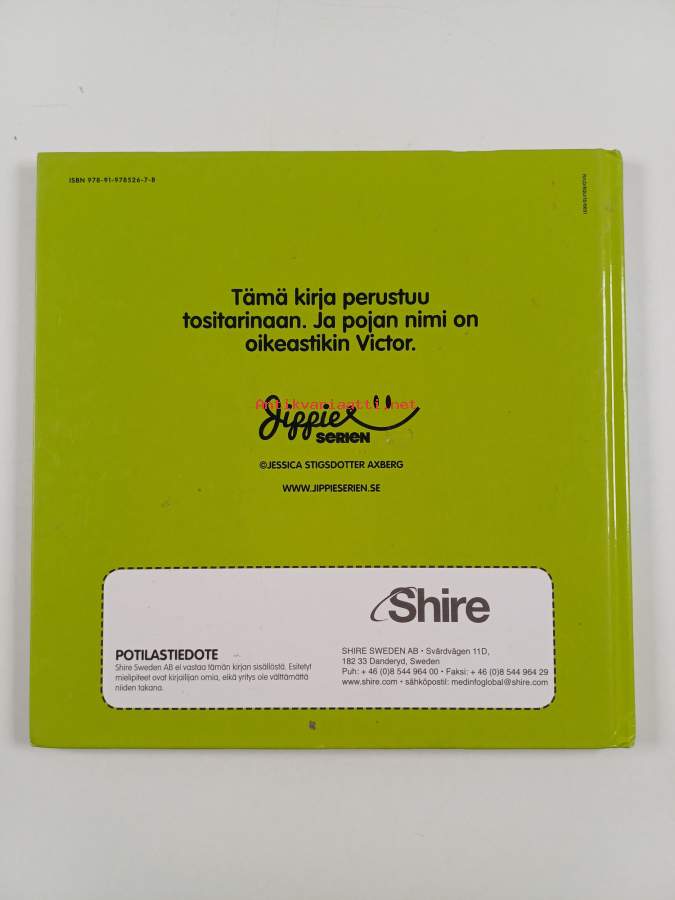 ISBN 978-91-978526-7-8
Tämä kirja perustuu
tositarinaan. Ja pojan nimi on
oikeastikin Victor.
Antikvariaatti.net
Jippie
SERIEN
©JESSICA STIGSDOTTER AXBERG
WWW.JIPPIESERIEN.SE
Shire
POTILASTIEDOTE
Shire Sweden AB ei vastaa tämän kirjan sisällöstä. Esitetyt
mielipiteet ovat kirjailijan omia, eikä yritys ole välttämättä
niiden takana.
SHIRE SWEDEN AB • Svärdvägen 11D,
182 33 Danderyd, Sweden
Puh: + 46 (0)8 544 964 00 • Faksi: + 46 (0)8 544 964 29
www.shire.com • sähköpostil: medinfoglobal@shire.com